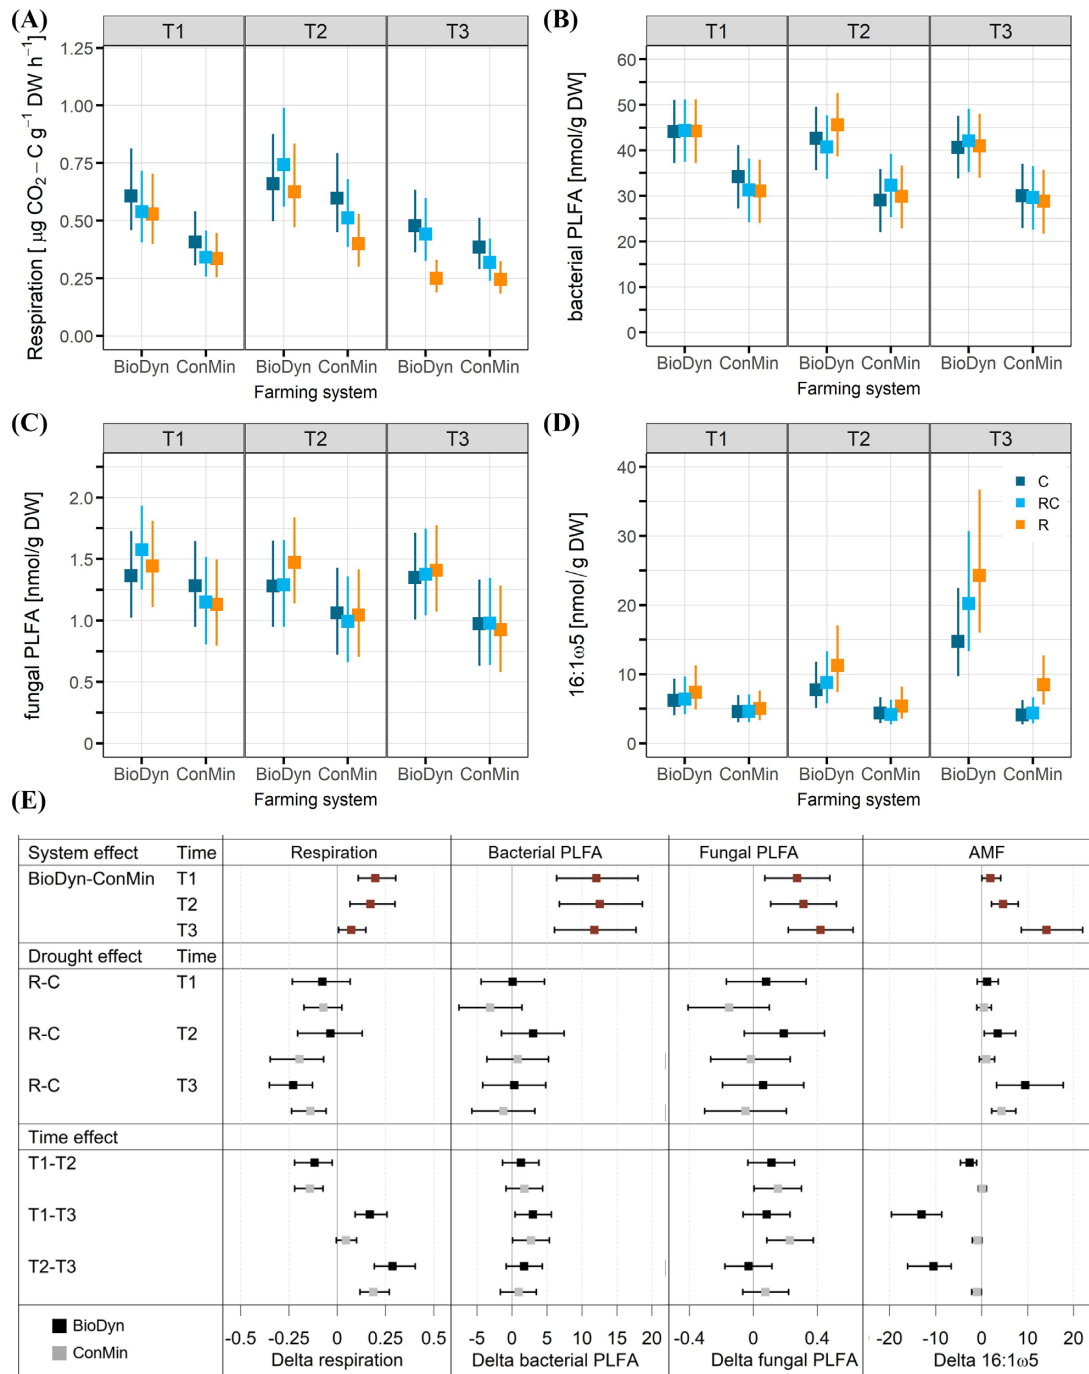 (A)
T1 T2 T3
Respiration [ µg CO₂ – C g⁻¹ DW h⁻¹ ]
1.25
1.00
0.75
0.50
0.25
0.00
BioDyn ConMin BioDyn ConMin BioDyn ConMin
Farming system
(B)
T1 T2 T3
bacterial PLFA [nmol/g DW]
60
50
40
30
20
10
0
BioDyn ConMin BioDyn ConMin BioDyn ConMin
Farming system
(C)
T1 T2 T3
fungal PLFA [nmol/g DW]
2.0
1.5
1.0
0.5
0
BioDyn ConMin BioDyn ConMin BioDyn ConMin
Farming system
(D)
T1 T2 T3
16:1ω5 [nmol/g DW]
40
30
20
10
0
C
RC
R
BioDyn ConMin BioDyn ConMin BioDyn ConMin
Farming system
(E)
System effect Time Respiration Bacterial PLFA Fungal PLFA AMF
BioDyn-ConMin T1
T2
T3
Drought effect Time
R-C T1
R-C T2
R-C T3
Time effect
T1-T2
T1-T3
T2-T3
BioDyn
ConMin
-0.5 -0.25 0 0.25 0.5 -5 0 5 10 15 20 -0.4 0 0.4 -20 -10 0 10 20
Delta respiration Delta bacterial PLFA Delta fungal PLFA Delta 16:1ω5